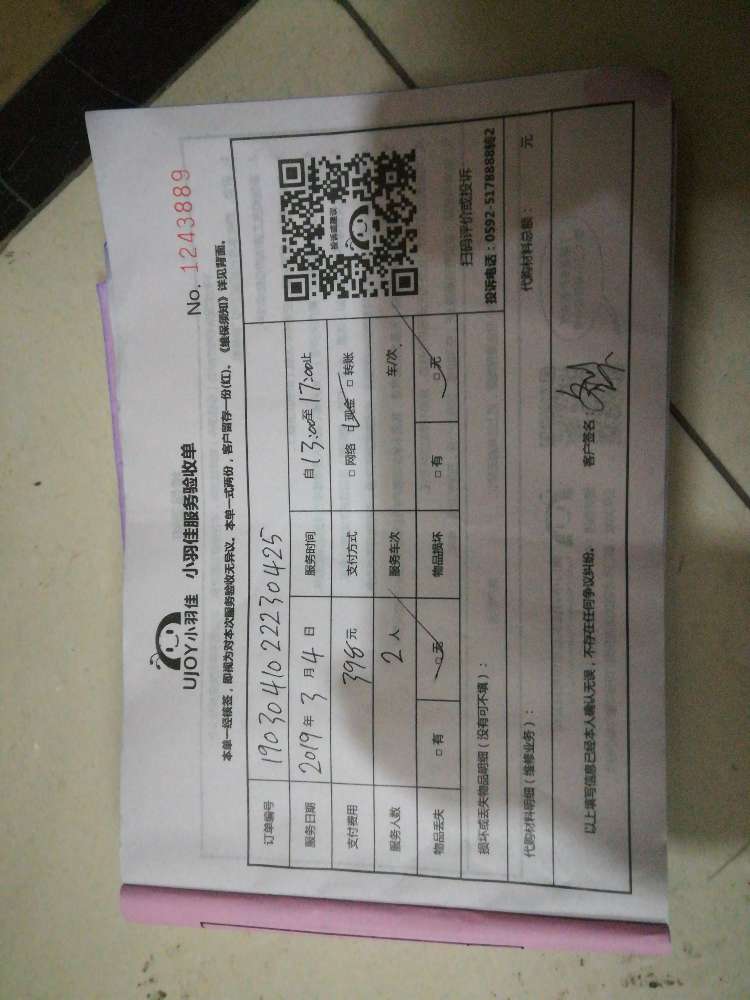 UJOY小羽佳 小羽佳服务验收单
No. 1243889
本单一经核签，即视为对本次服务验收无异议。本单一式两份，客户留存一份(红)。《维保须知》详见背面。
订单编号 1903041022230425
服务日期 2019年3月4日 服务时间 自13:00至17:00止
支付费用 398元 支付方式 □ 网络 □ 现金 □ 转账
服务人数 2人 服务车次 车/次
物品丢失 □ 有 □ 无 物品损坏 □ 有 □ 无
扫码评价或投诉
投诉电话：0592-5178888转2
损坏或丢失物品明细（没有可不填）：
代购材料明细（维修业务）： 代购材料总额： 元
以上填写信息已经本人确认无误，不存在任何争议纠纷。 客户签名